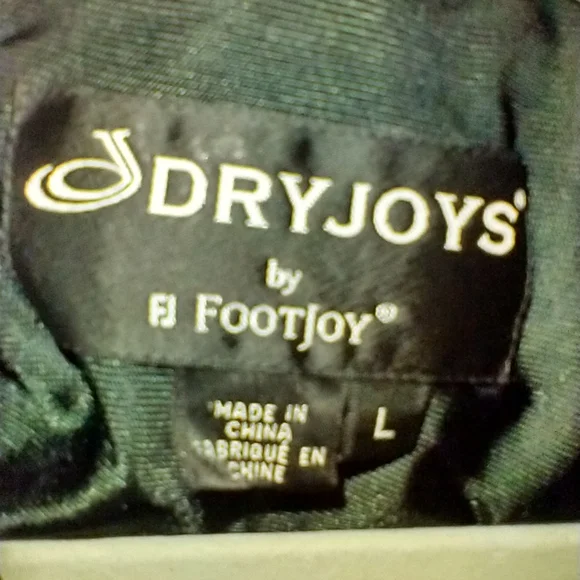 DRYJOYS
by
FJ FOOTJOY®
MADE IN
CHINA
FABRIQUÉ EN
CHINE
L